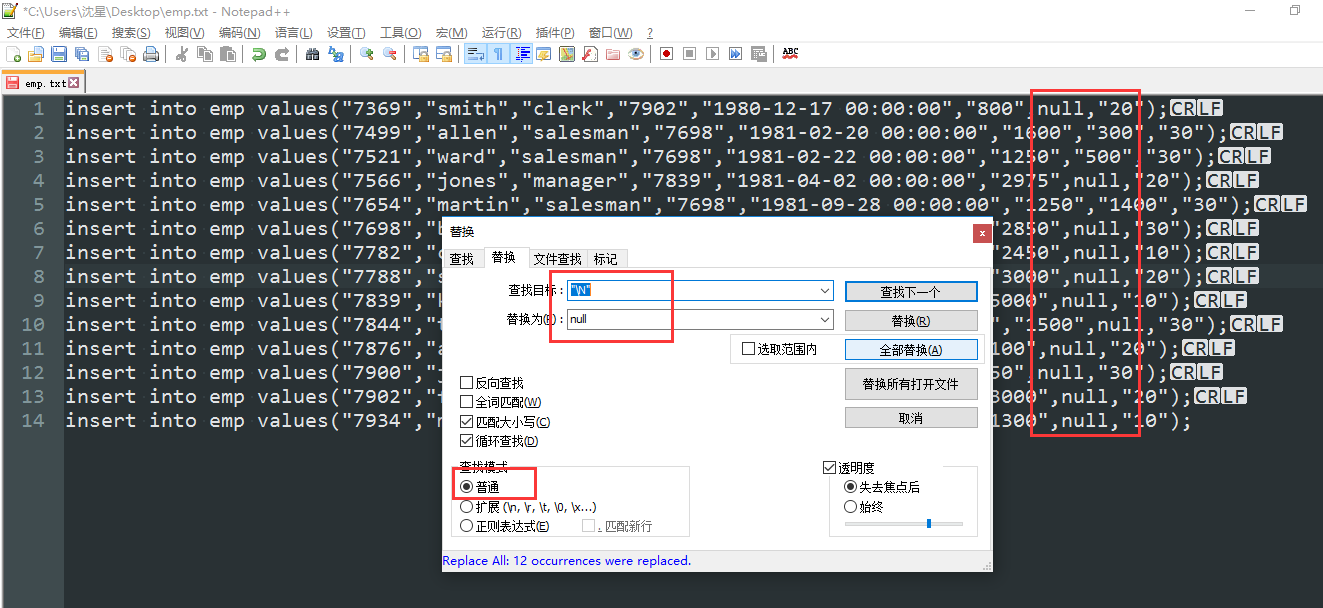 *C:\Users\沈星\Desktop\emp.txt - Notepad++
文件(F) 编辑(E) 搜索(S) 视图(V) 编码(N) 语言(L) 设置(T) 工具(O) 宏(M) 运行(R) 插件(P) 窗口(W) ?
emp.txt
1 insert into emp values("7369","smith","clerk","7902","1980-12-17 00:00:00","800",null,"20");CRLF
2 insert into emp values("7499","allen","salesman","7698","1981-02-20 00:00:00","1600","300","30");CRLF
3 insert into emp values("7521","ward","salesman","7698","1981-02-22 00:00:00","1250","500","30");CRLF
4 insert into emp values("7566","jones","manager","7839","1981-04-02 00:00:00","2975",null,"20");CRLF
5 insert into emp values("7654","martin","salesman","7698","1981-09-28 00:00:00","1250","1400","30");CRLF
6 insert into emp values("7698", 2850",null,"30");CRLF
7 insert into emp values("7782", 2450",null,"10");CRLF
8 insert into emp values("7788", 3000",null,"20");CRLF
9 insert into emp values("7839", 5000",null,"10");CRLF
10 insert into emp values("7844", "1500",null,"30");CRLF
11 insert into emp values("7876", 100",null,"20");CRLF
12 insert into emp values("7900", 50",null,"30");CRLF
13 insert into emp values("7902", 3000",null,"20");CRLF
14 insert into emp values("7934", 1300",null,"10");
替换
查找 替换 文件查找 标记
查找目标: "\N" 查找下一个
替换为(P): null 替换(R)
选取范围内 全部替换(A)
替换所有打开文件
取消
反向查找
全词匹配(W)
匹配大小写(C)
循环查找(D)
查找模式
普通
扩展 (\n, \r, \t, \0, \x...)
正则表达式(E) . 匹配新行
透明度
失去焦点后
始终
Replace All: 12 occurrences were replaced.